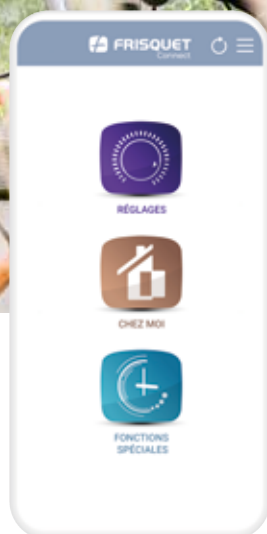 FRISQUET
Connect
RÉGLAGES
CHEZ MOI
FONCTIONS
SPÉCIALES